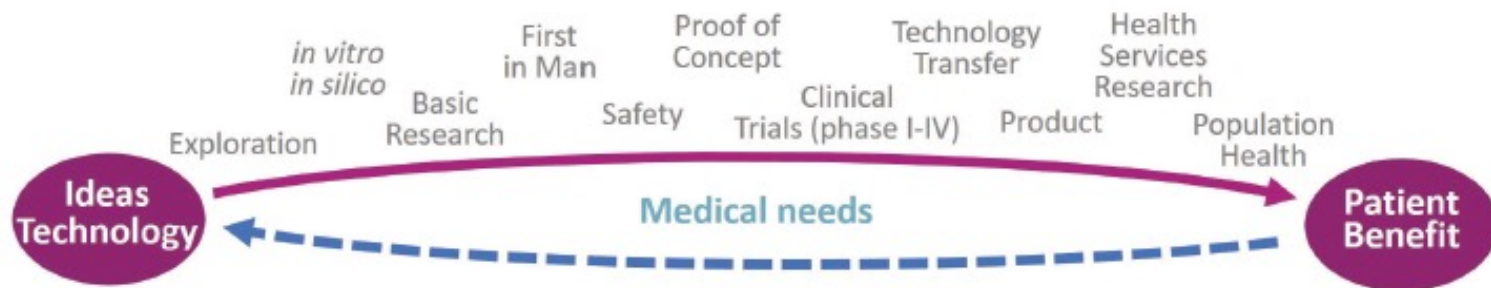 Ideas
Technology
Exploration
in vitro
in silico
Basic
Research
First
in Man
Safety
Proof of
Concept
Clinical
Trials (phase I-IV)
Technology
Transfer
Product
Health
Services
Research
Population
Health
Patient
Benefit
Medical needs